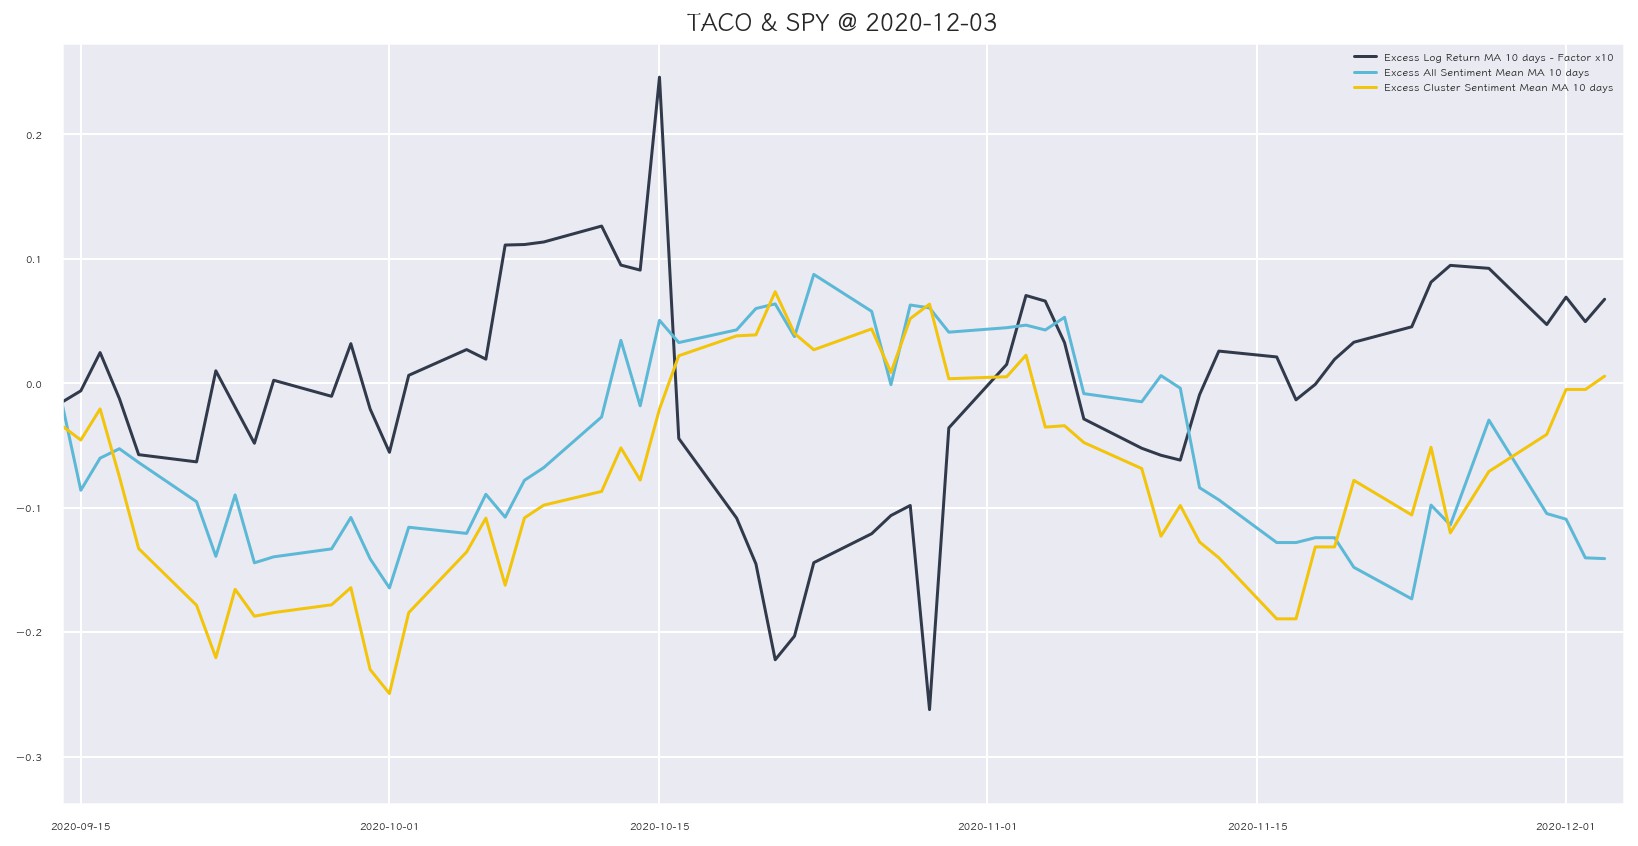 TACO & SPY @ 2020-12-03
Excess Log Return MA 10 days - Factor x10
Excess All Sentiment Mean MA 10 days
Excess Cluster Sentiment Mean MA 10 days
0.2
0.1
0.0
−0.1
−0.2
−0.3
2020-09-15 2020-10-01 2020-10-15 2020-11-01 2020-11-15 2020-12-01